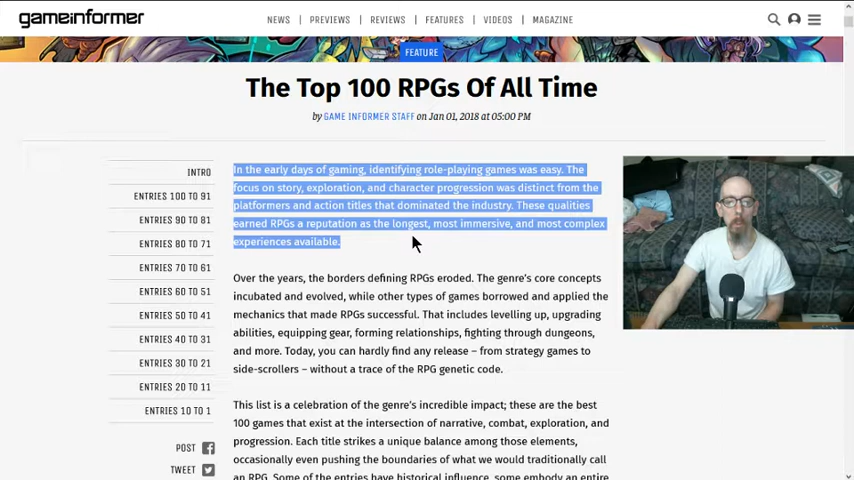 gameinformer
NEWS PREVIEWS REVIEWS FEATURES VIDEOS MAGAZINE
FEATURE
The Top 100 RPGs Of All Time
by GAME INFORMER STAFF on Jan 01, 2018 at 05:00 PM
INTRO
ENTRIES 100 TO 91
ENTRIES 90 TO 81
ENTRIES 80 TO 71
ENTRIES 70 TO 61
ENTRIES 60 TO 51
ENTRIES 50 TO 41
ENTRIES 40 TO 31
ENTRIES 30 TO 21
ENTRIES 20 TO 11
ENTRIES 10 TO 1
POST
TWEET
In the early days of gaming, identifying role-playing games was easy. The
focus on story, exploration, and character progression was distinct from the
platformers and action titles that dominated the industry. These qualities
earned RPGs a reputation as the longest, most immersive, and most complex
experiences available.
Over the years, the borders defining RPGs eroded. The genre's core concepts
incubated and evolved, while other types of games borrowed and applied the
mechanics that made RPGs successful. That includes levelling up, upgrading
abilities, equipping gear, forming relationships, fighting through dungeons,
and more. Today, you can hardly find any release – from strategy games to
side-scrollers – without a trace of the RPG genetic code.
This list is a celebration of the genre's incredible impact; these are the best
100 games that exist at the intersection of narrative, combat, exploration, and
progression. Each title strikes a unique balance among those elements,
occasionally even pushing the boundaries of what we would traditionally call
an RPG. Some of the entries have historical influence, some embody an entire